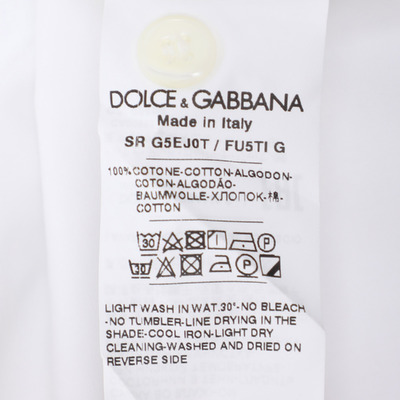 DOLCE & GABBANA
Made in Italy
SR G5EJ0T / FU5TI G
100% COTONE-COTTON-ALGODON-
COTON-ALGODÃO-
BAUMWOLLE-ХЛОПОК-棉-
COTTON
30 P
30 P
LIGHT WASH IN WAT.30°-NO BLEACH
-NO TUMBLER-LINE DRYING IN THE
SHADE-COOL IRON-LIGHT DRY
CLEANING-WASHED AND DRIED ON
REVERSE SIDE